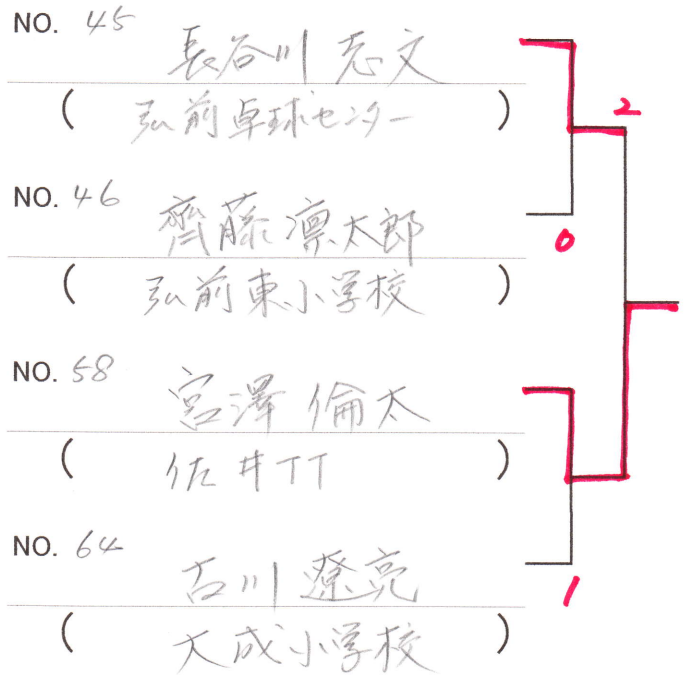 NO. 45
長谷川 志文
(弘前卓球センター)
2
NO. 46
齊藤 凛太郎
0
(弘前東小学校)
NO. 58
宮澤 倫太
(佐井TT)
NO. 64
古川 遼亮
1
(大成小学校)